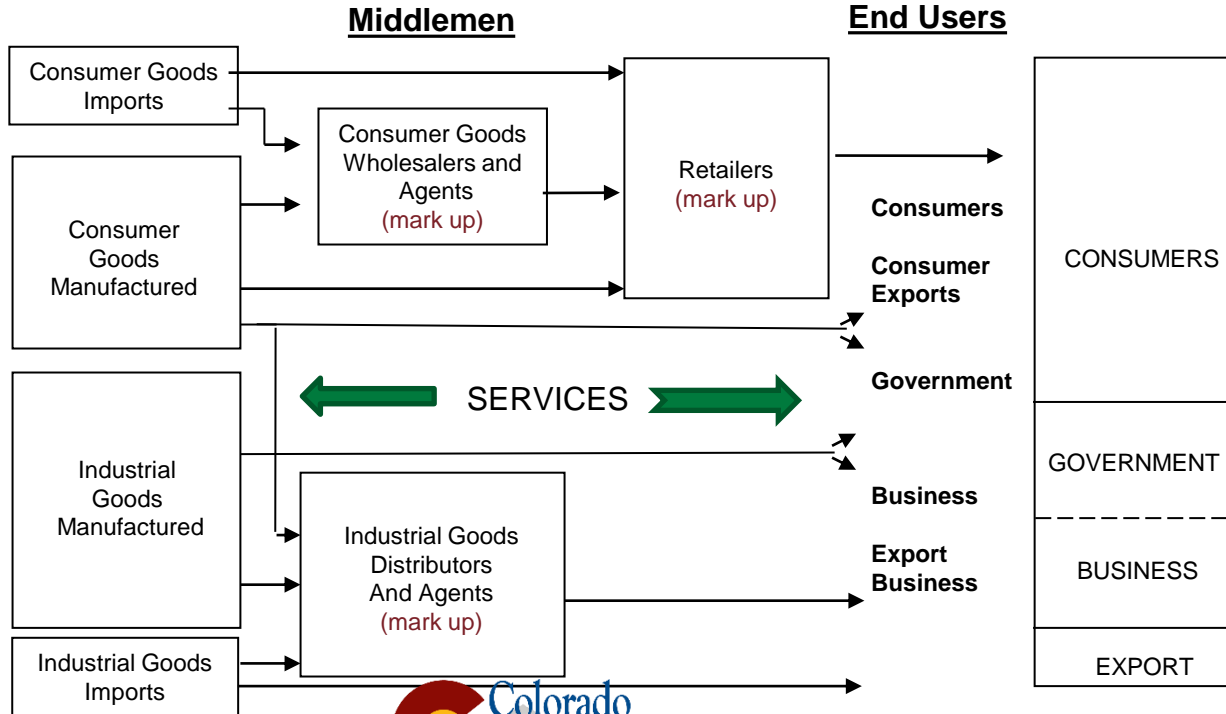 Middlemen
End Users
Consumer Goods
Imports
Consumer Goods
Wholesalers and
Agents
(mark up)
Retailers
(mark up)
Consumer
Goods
Manufactured
Consumers
Consumer
Exports
CONSUMERS
SERVICES
Government
Industrial
Goods
Manufactured
GOVERNMENT
Business
Industrial Goods
Distributors
And Agents
(mark up)
Export
Business
BUSINESS
Industrial Goods
Imports
EXPORT
Colorado